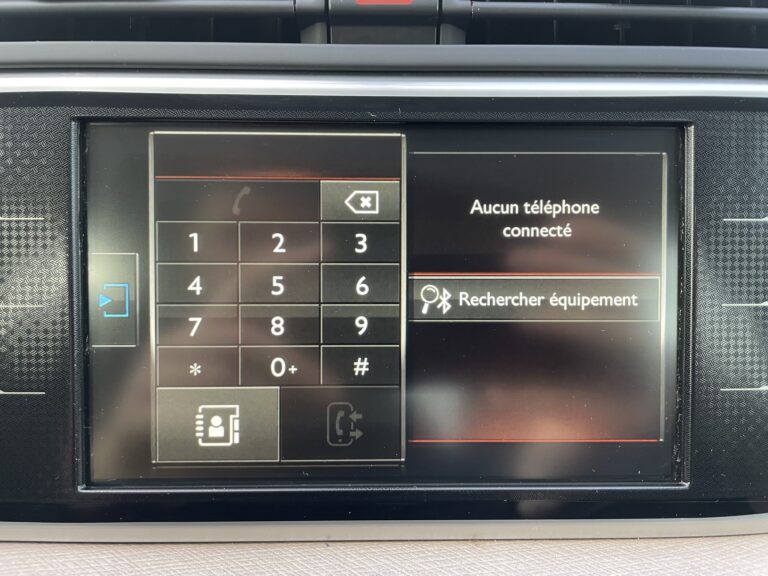 1 2 3
4 5 6
7 8 9
* 0+ #
Aucun téléphone
connecté
Rechercher équipement